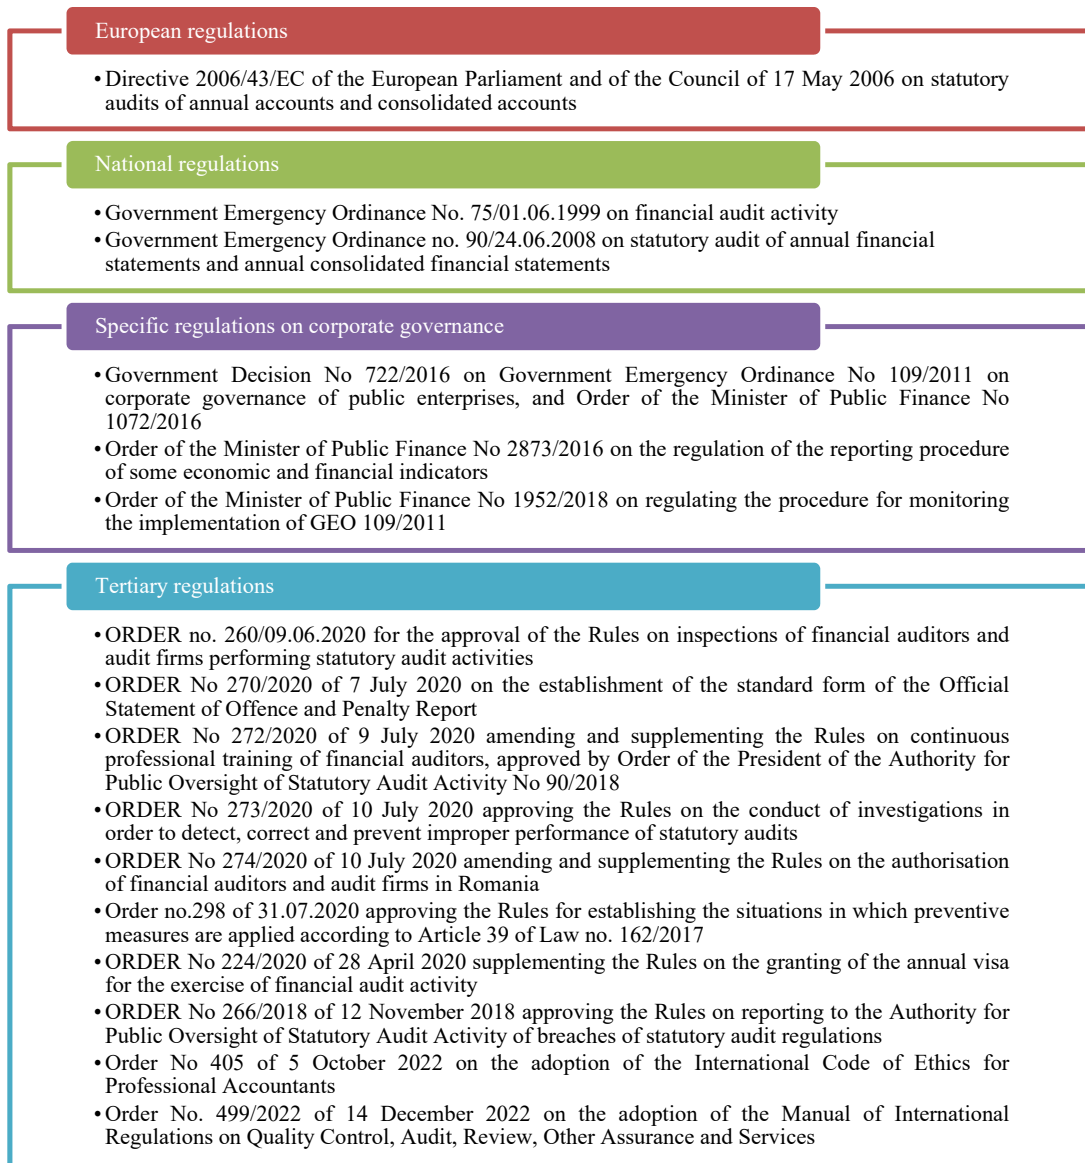 European regulations
•Directive 2006/43/EC of the European Parliament and of the Council of 17 May 2006 on statutory
audits of annual accounts and consolidated accounts
National regulations
•Government Emergency Ordinance No. 75/01.06.1999 on financial audit activity
•Government Emergency Ordinance no. 90/24.06.2008 on statutory audit of annual financial
statements and annual consolidated financial statements
Specific regulations on corporate governance
•Government Decision No 722/2016 on Government Emergency Ordinance No 109/2011 on
corporate governance of public enterprises, and Order of the Minister of Public Finance No
1072/2016
•Order of the Minister of Public Finance No 2873/2016 on the regulation of the reporting procedure
of some economic and financial indicators
•Order of the Minister of Public Finance No 1952/2018 on regulating the procedure for monitoring
the implementation of GEO 109/2011
Tertiary regulations
•ORDER no. 260/09.06.2020 for the approval of the Rules on inspections of financial auditors and
audit firms performing statutory audit activities
•ORDER No 270/2020 of 7 July 2020 on the establishment of the standard form of the Official
Statement of Offence and Penalty Report
•ORDER No 272/2020 of 9 July 2020 amending and supplementing the Rules on continuous
professional training of financial auditors, approved by Order of the President of the Authority for
Public Oversight of Statutory Audit Activity No 90/2018
•ORDER No 273/2020 of 10 July 2020 approving the Rules on the conduct of investigations in
order to detect, correct and prevent improper performance of statutory audits
•ORDER No 274/2020 of 10 July 2020 amending and supplementing the Rules on the authorisation
of financial auditors and audit firms in Romania
•Order no.298 of 31.07.2020 approving the Rules for establishing the situations in which preventive
measures are applied according to Article 39 of Law no. 162/2017
•ORDER No 224/2020 of 28 April 2020 supplementing the Rules on the granting of the annual visa
for the exercise of financial audit activity
•ORDER No 266/2018 of 12 November 2018 approving the Rules on reporting to the Authority for
Public Oversight of Statutory Audit Activity of breaches of statutory audit regulations
•Order No 405 of 5 October 2022 on the adoption of the International Code of Ethics for
Professional Accountants
•Order No. 499/2022 of 14 December 2022 on the adoption of the Manual of International
Regulations on Quality Control, Audit, Review, Other Assurance and Services